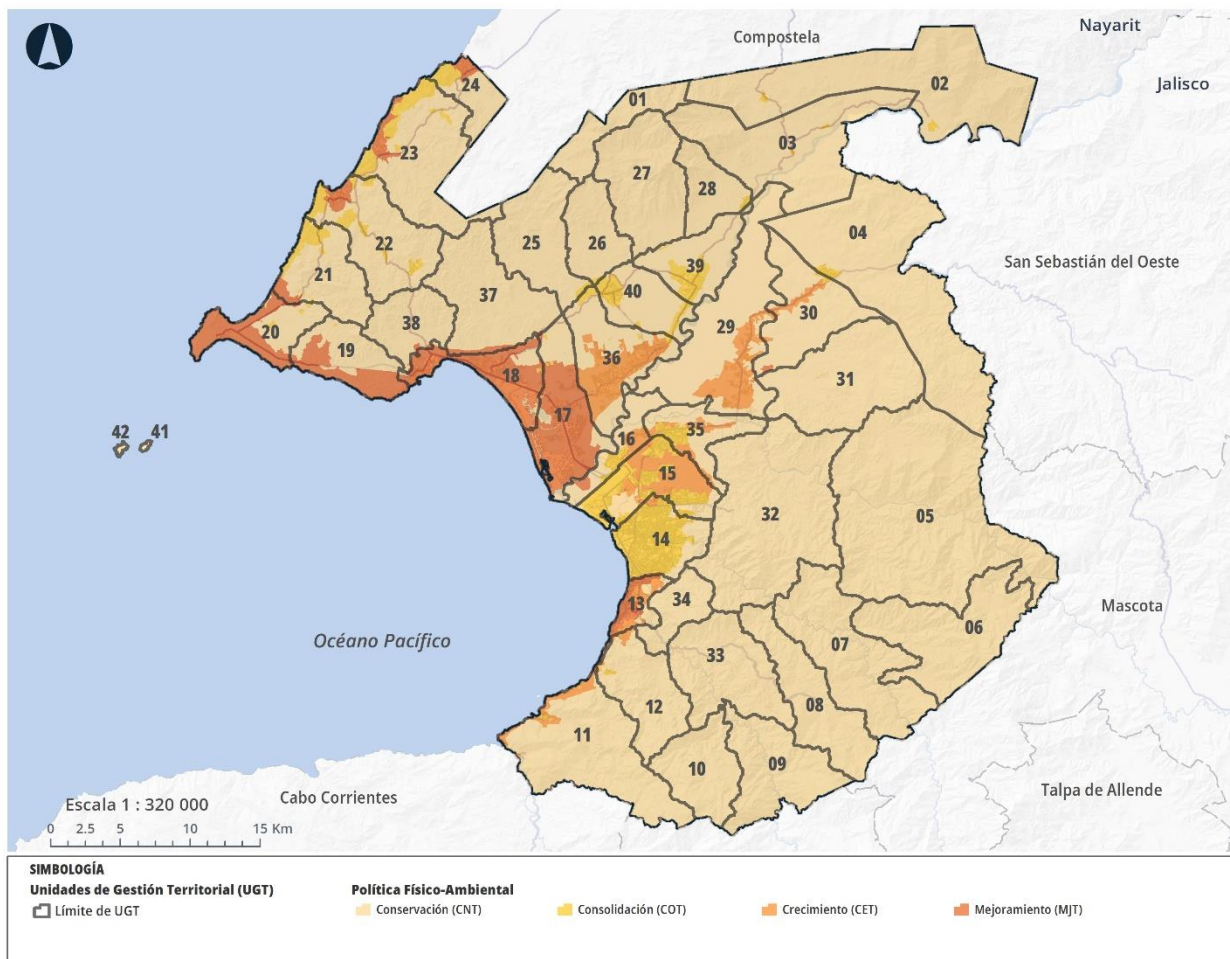 Nayarit
Compostela
Jalisco
24
02
01
23
03
27
28
04
22
25
26
39
San Sebastián del Oeste
21
40
37
38
29
30
20
19
36
31
18
17
42
41
16
35
15
32
05
14
13
34
Mascota
06
Océano Pacífico
07
33
12
08
11
10
09
Talpa de Allende
Escala 1 : 320 000
Cabo Corrientes
0 2.5 5 10 15 Km
SIMBOLOGÍA
Unidades de Gestión Territorial (UGT)
Límite de UGT
Política Físico-Ambiental
Conservación (CNT)
Consolidación (COT)
Crecimiento (CET)
Mejoramiento (MJT)